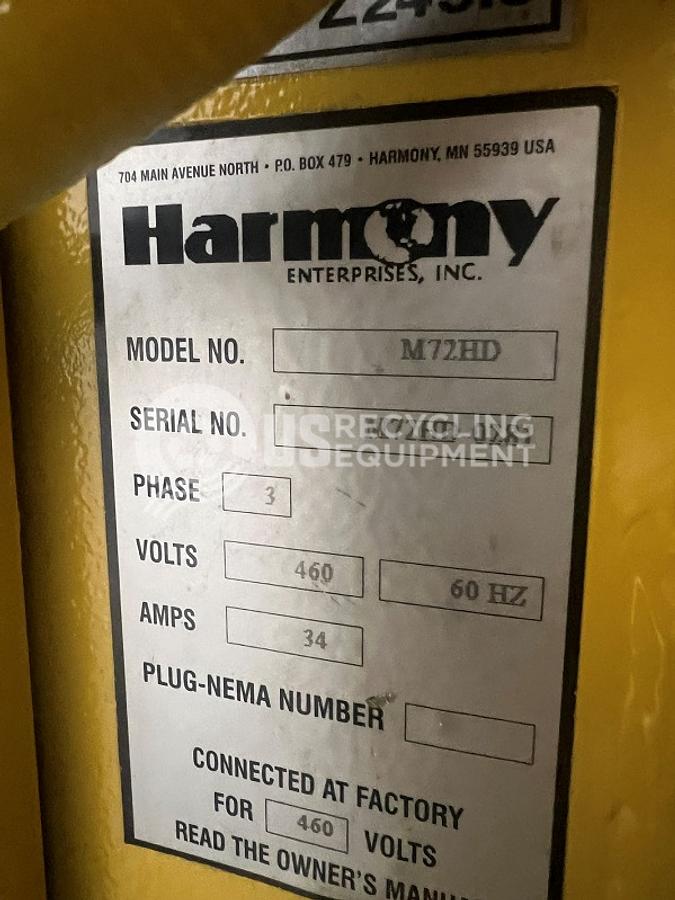 704 MAIN AVENUE NORTH • P.O. BOX 479 • HARMONY, MN 55939 USA
Harmony
ENTERPRISES, INC.
MODEL NO. M72HD
SERIAL NO.
US RECYCLING EQUIPMENT
PHASE 3
VOLTS 460 60 HZ
AMPS 34
PLUG-NEMA NUMBER
CONNECTED AT FACTORY
FOR 460 VOLTS
READ THE OWNER'S